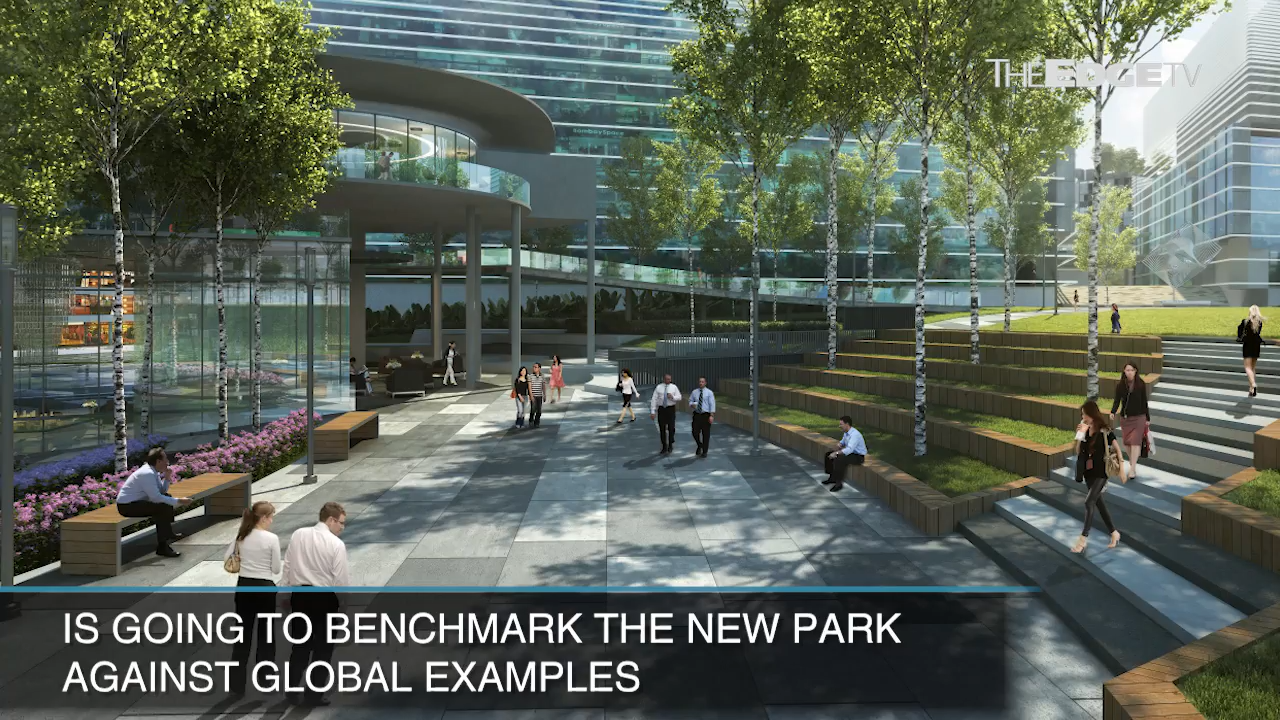 THEEDGETV
IS GOING TO BENCHMARK THE NEW PARK
AGAINST GLOBAL EXAMPLES